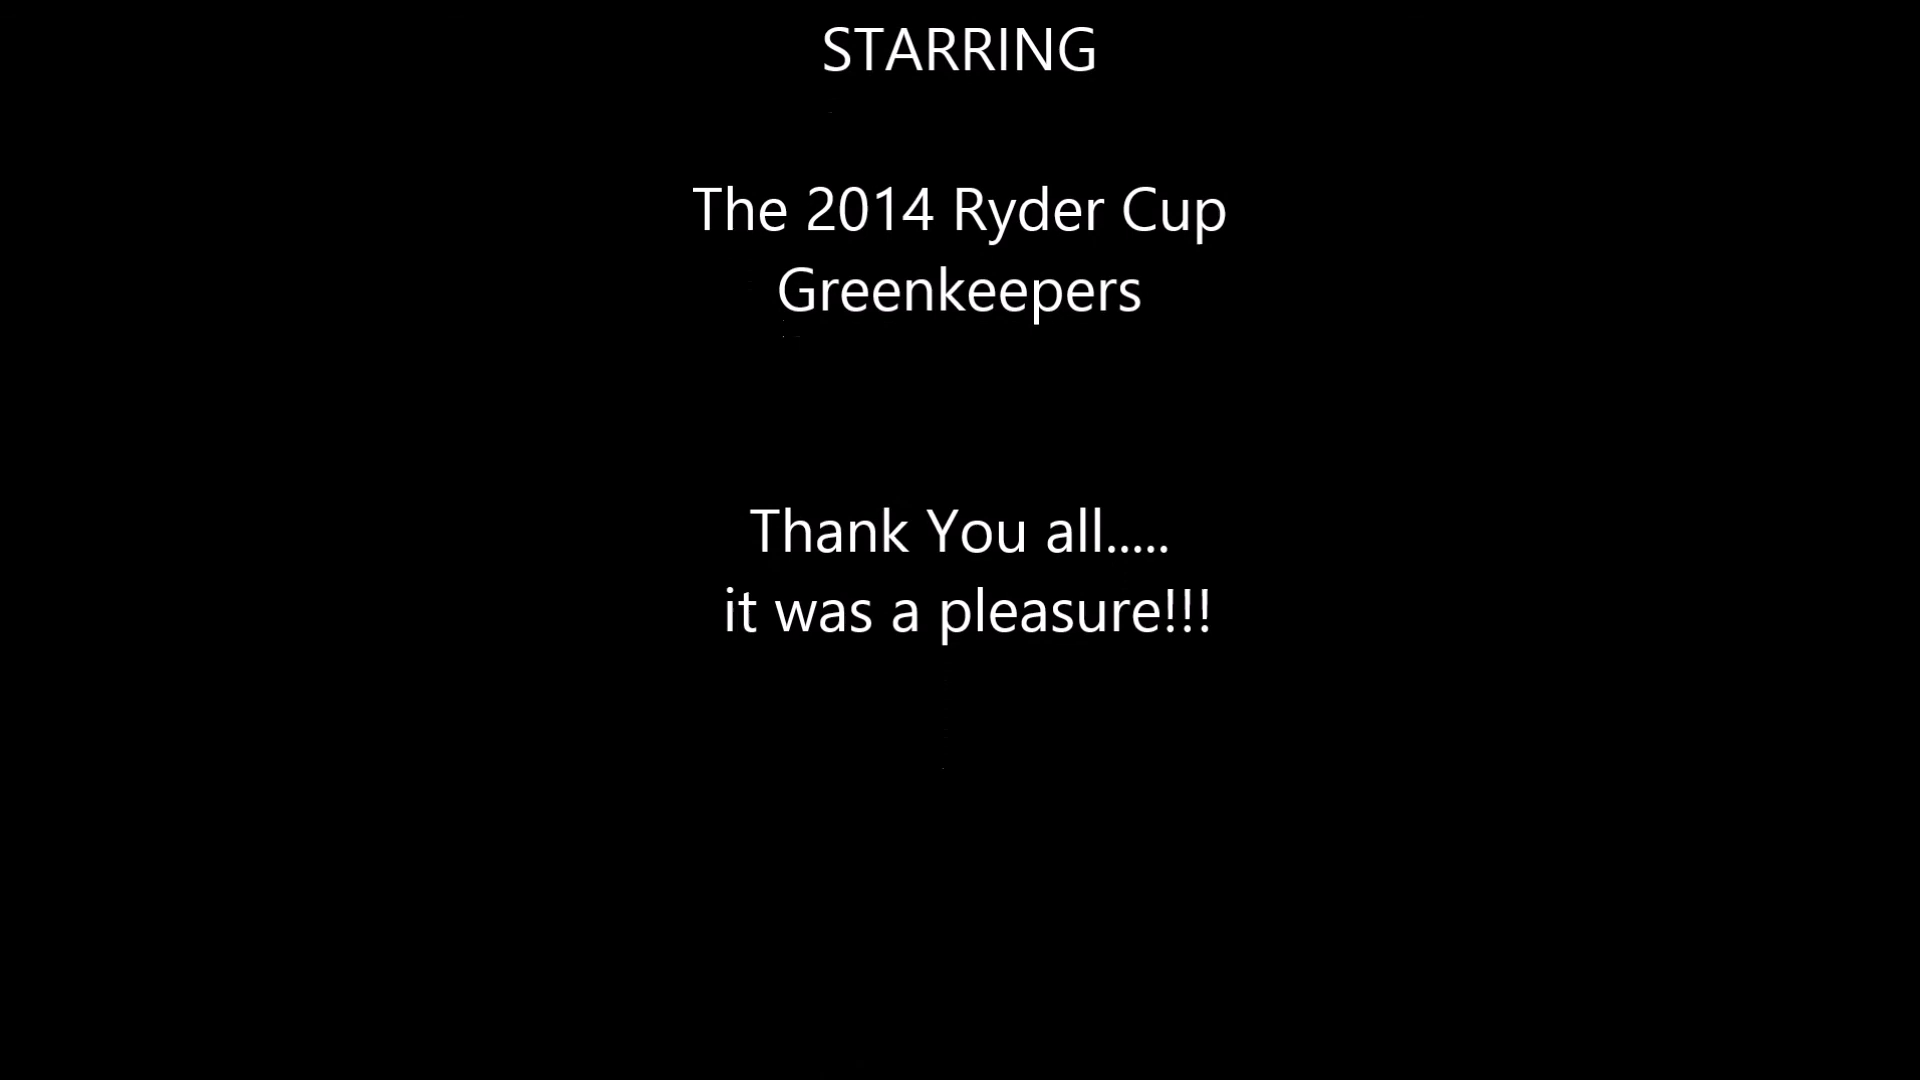 STARRING
The 2014 Ryder Cup
Greenkeepers
Thank You all.....
it was a pleasure!!!